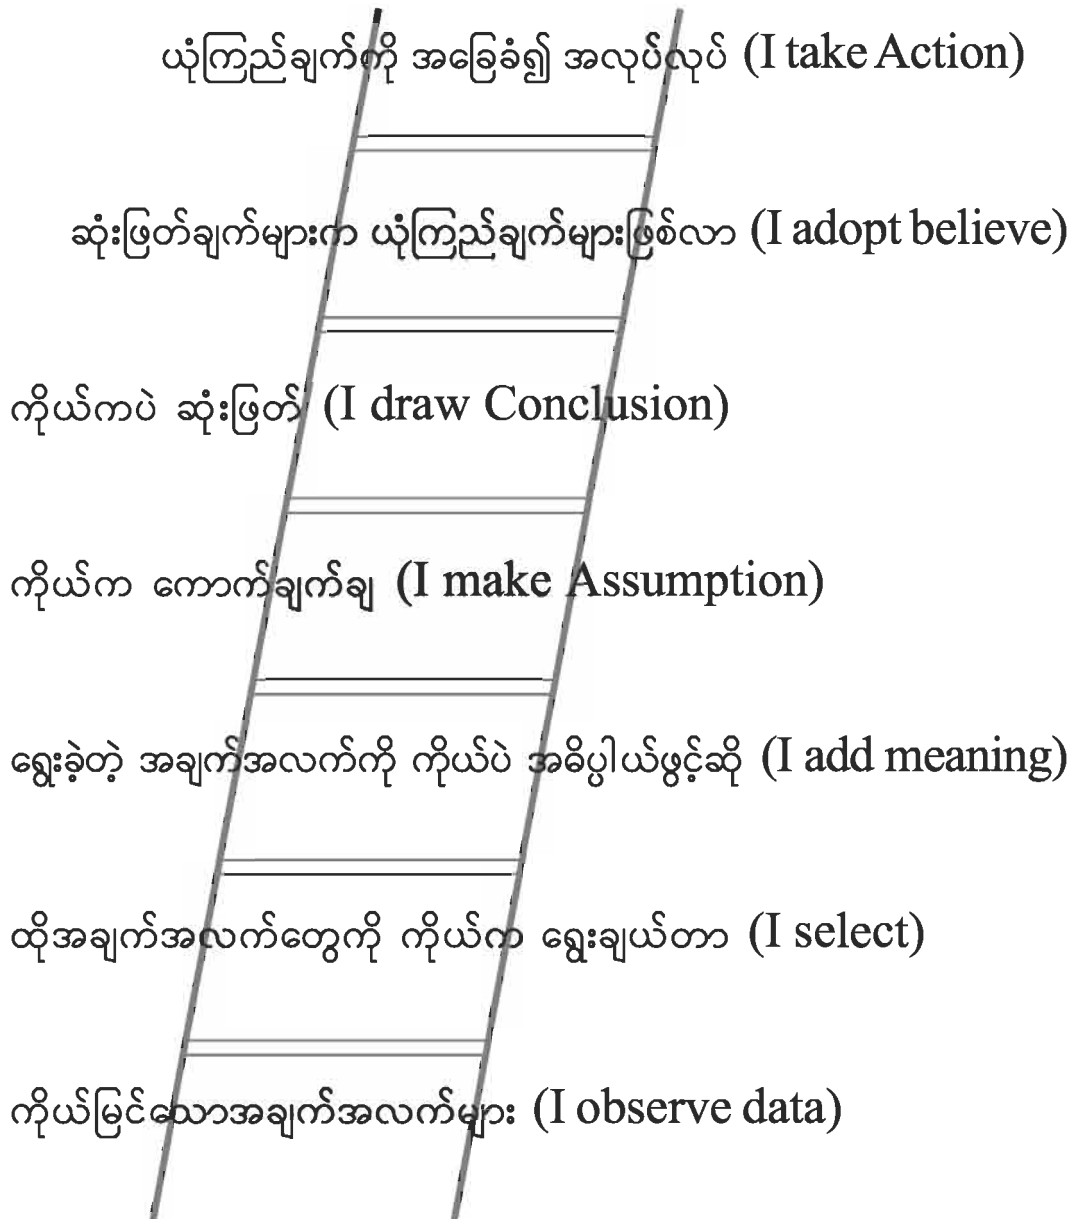 ယုံကြည်ချက်ကို အခြေခံ၍ အလုပ်လုပ် (I take Action)
ဆုံးဖြတ်ချက်များက ယုံကြည်ချက်များဖြစ်လာ (I adopt believe)
ကိုယ်ကပဲ ဆုံးဖြတ် (I draw Conclusion)
ကိုယ်က ကောက်ချက်ချ (I make Assumption)
ရွေးခဲ့တဲ့ အချက်အလက်ကို ကိုယ်ပဲ အဓိပ္ပါယ်ဖွင့်ဆို (I add meaning)
ထိုအချက်အလက်တွေကို ကိုယ်က ရွေးချယ်တာ (I select)
ကိုယ်မြင်သောအချက်အလက်များ (I observe data)